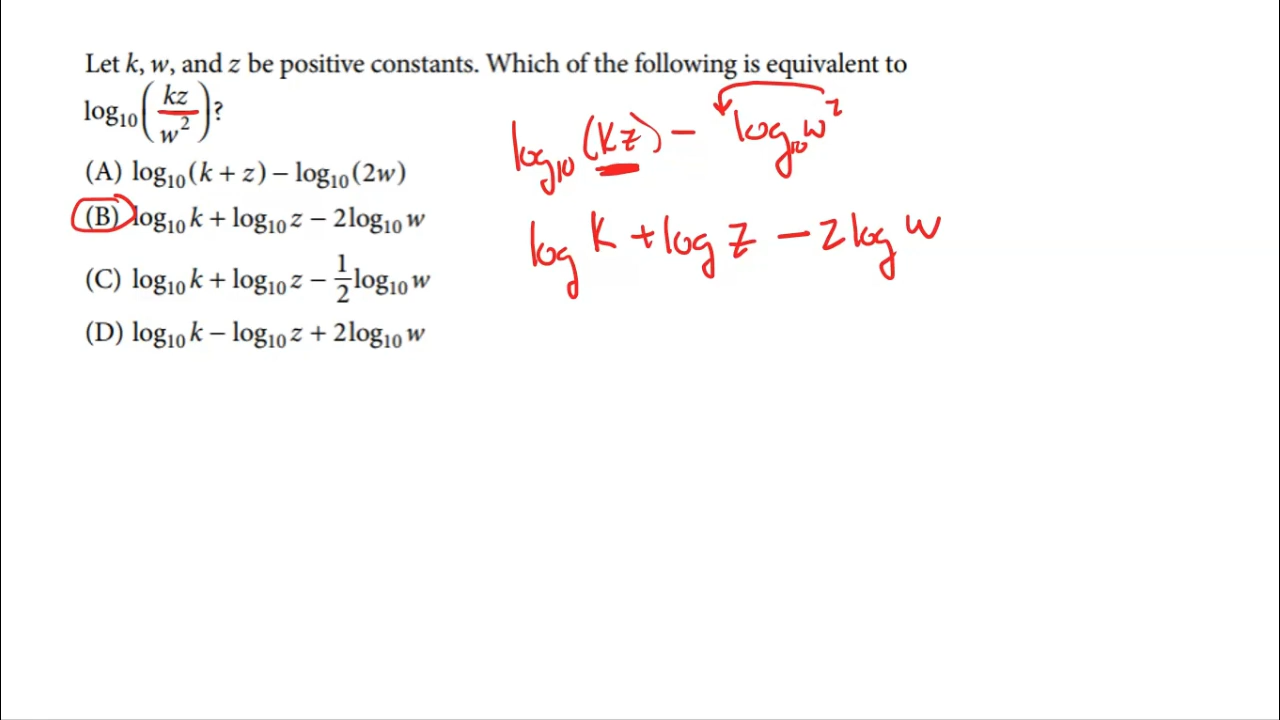 Let k, w, and z be positive constants. Which of the following is equivalent to
log₁₀(kz/w²)?
(A) log₁₀(k + z) − log₁₀(2w)
(B) log₁₀ k + log₁₀ z − 2log₁₀ w
(C) log₁₀ k + log₁₀ z − 1/2 log₁₀ w
(D) log₁₀ k − log₁₀ z + 2log₁₀ w
log₁₀ (kz) − log₁₀ w²
log k + log z − 2 log w